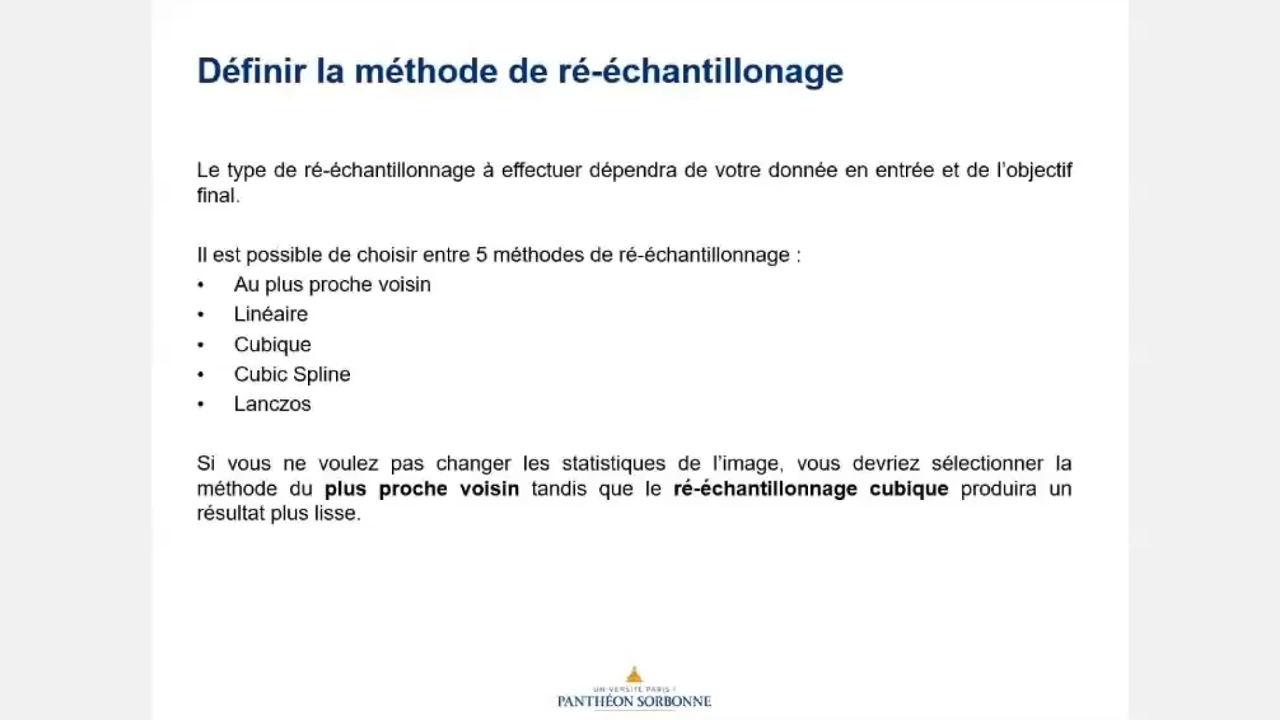 Définir la méthode de ré-échantillonage
Le type de ré-échantillonnage à effectuer dépendra de votre donnée en entrée et de l'objectif
final.
Il est possible de choisir entre 5 méthodes de ré-échantillonnage :
• Au plus proche voisin
• Linéaire
• Cubique
• Cubic Spline
• Lanczos
Si vous ne voulez pas changer les statistiques de l'image, vous devriez sélectionner la
méthode du plus proche voisin tandis que le ré-échantillonnage cubique produira un
résultat plus lisse.
UNIVERSITÉ PARIS 1
PANTHÉON SORBONNE